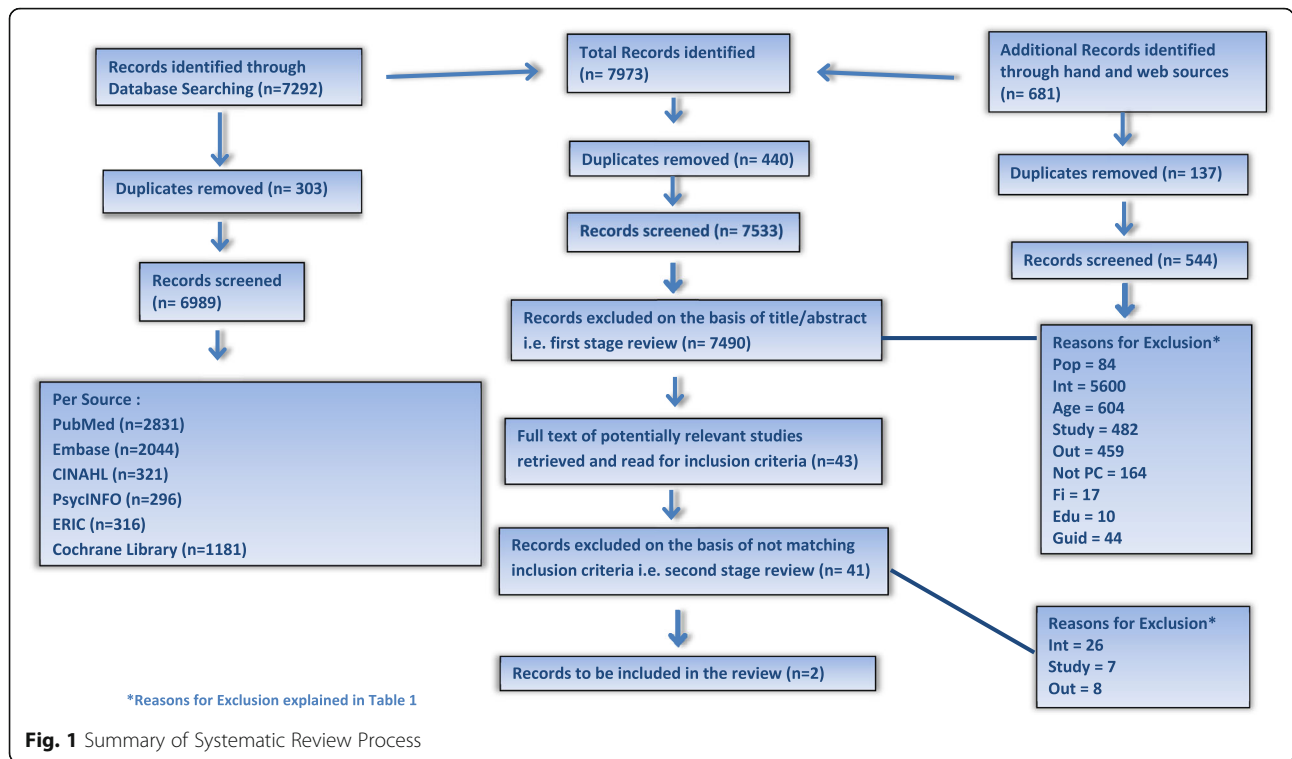 Records identified through
Database Searching (n=7292)
Total Records identified
(n= 7973)
Additional Records identified
through hand and web sources
(n= 681)
Duplicates removed (n= 303)
Duplicates removed (n= 440)
Duplicates removed (n= 137)
Records screened
(n= 6989)
Records screened (n= 7533)
Records screened (n= 544)
Per Source :
PubMed (n=2831)
Embase (n=2044)
CINAHL (n=321)
PsycINFO (n=296)
ERIC (n=316)
Cochrane Library (n=1181)
Records excluded on the basis of title/abstract
i.e. first stage review (n= 7490)
Reasons for Exclusion*
Pop = 84
Int = 5600
Age = 604
Study = 482
Out = 459
Not PC = 164
Fi = 17
Edu = 10
Guid = 44
Full text of potentially relevant studies
retrieved and read for inclusion criteria (n=43)
Records excluded on the basis of not matching
inclusion criteria i.e. second stage review (n= 41)
Reasons for Exclusion*
Int = 26
Study = 7
Out = 8
Records to be included in the review (n=2)
*Reasons for Exclusion explained in Table 1
Fig. 1 Summary of Systematic Review Process